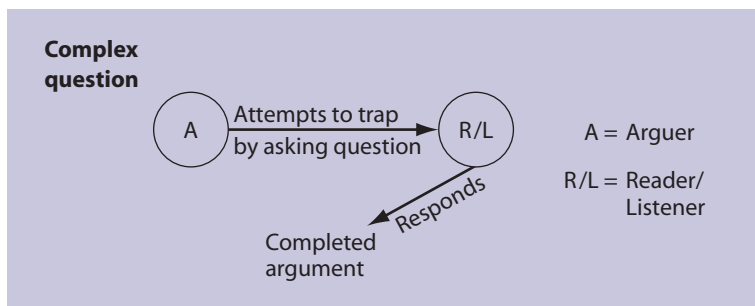 Complex
question
A
Attempts to trap
by asking question
R/L
A = Arguer
R/L = Reader/
Listener
Responds
Completed
argument